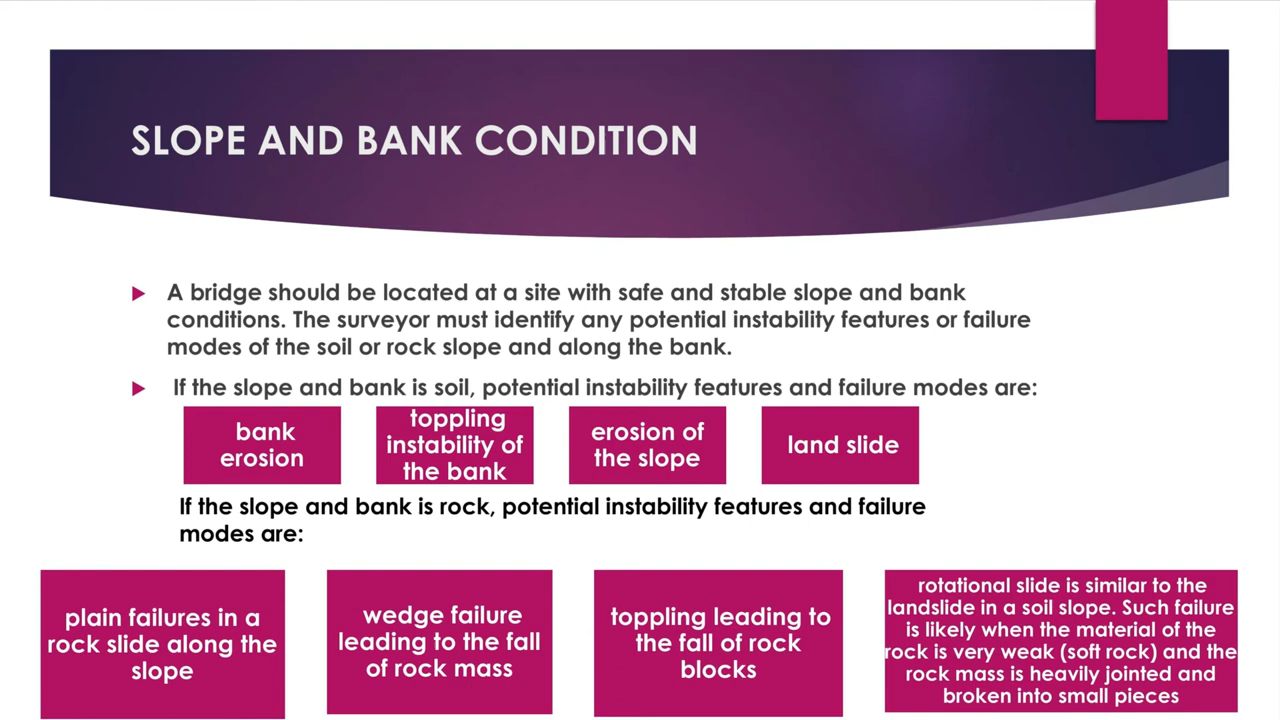 SLOPE AND BANK CONDITION
A bridge should be located at a site with safe and stable slope and bank
conditions. The surveyor must identify any potential instability features or failure
modes of the soil or rock slope and along the bank.
If the slope and bank is soil, potential instability features and failure modes are:
bank
erosion
toppling
instability of
the bank
erosion of
the slope
land slide
If the slope and bank is rock, potential instability features and failure
modes are:
plain failures in a
rock slide along the
slope
wedge failure
leading to the fall
of rock mass
toppling leading to
the fall of rock
blocks
rotational slide is similar to the
landslide in a soil slope. Such failure
is likely when the material of the
rock is very weak (soft rock) and the
rock mass is heavily jointed and
broken into small pieces